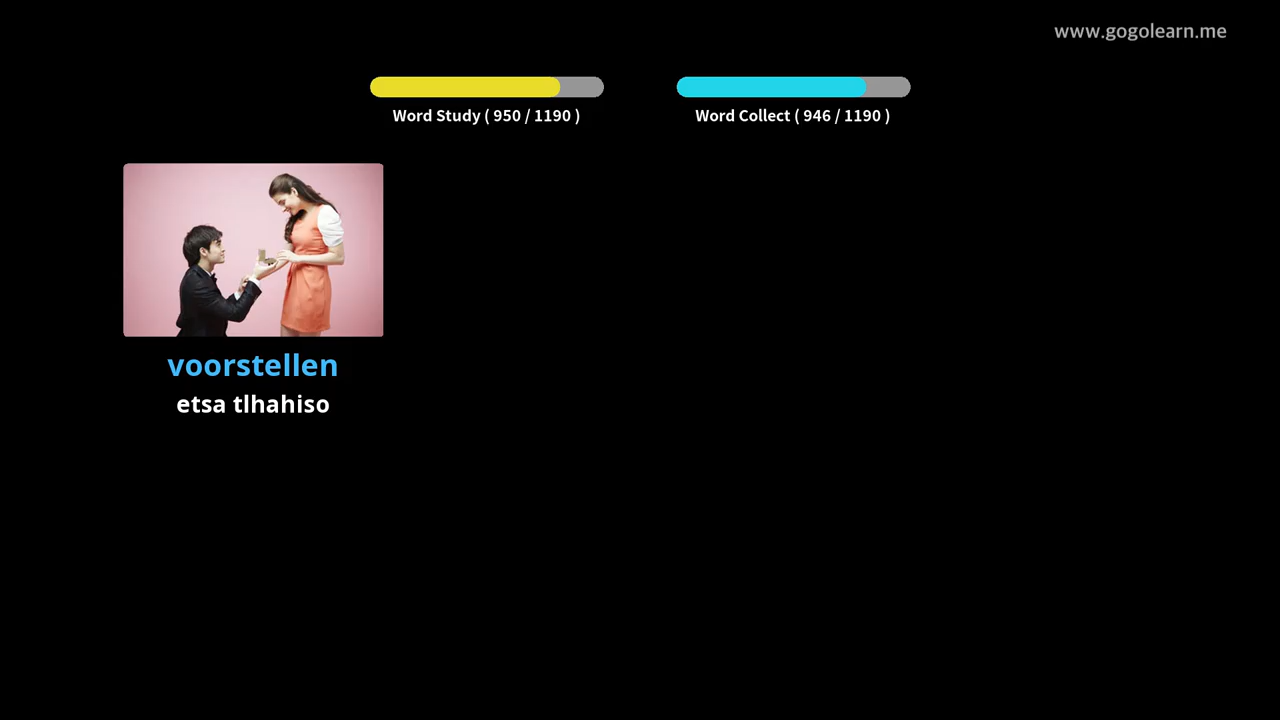 www.gogolearn.me
Word Study ( 950 / 1190 )
Word Collect ( 946 / 1190 )
voorstellen
etsa tlhahiso